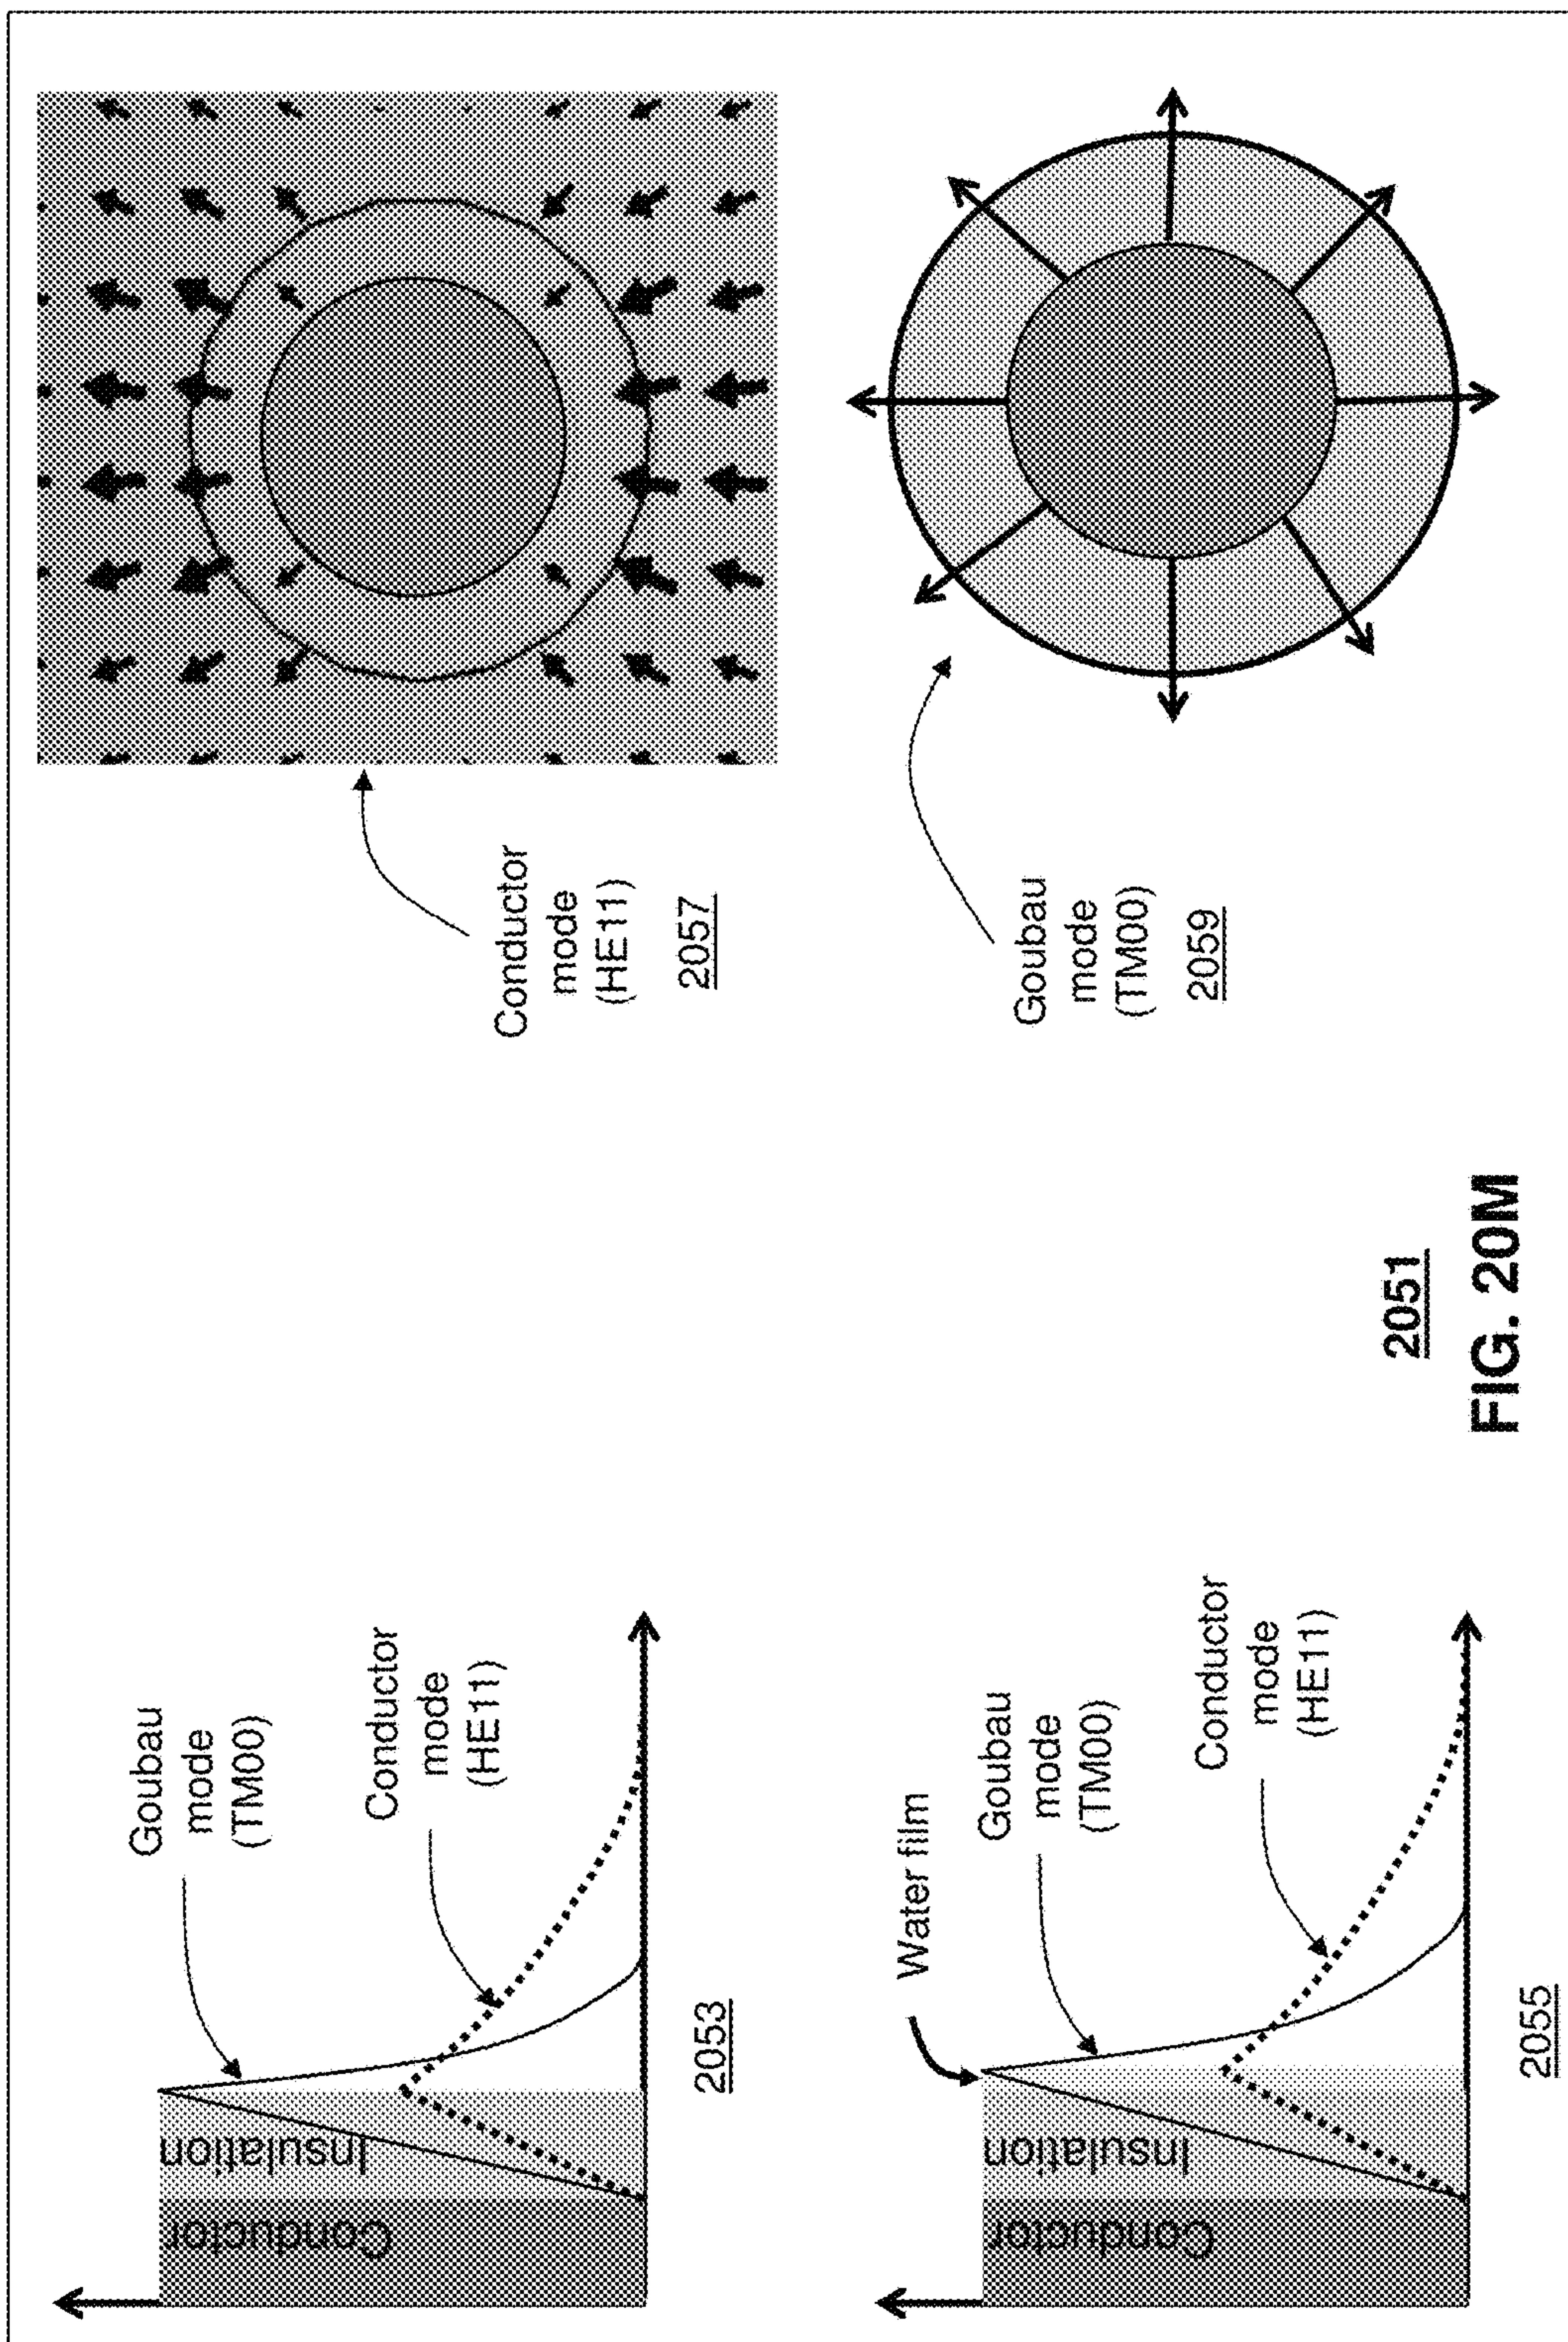 Goubau
mode
(TM00)
Conductor
mode
(HE11)
Conductor
Insulation
2053
Water film
Goubau
mode
(TM00)
Conductor
mode
(HE11)
Conductor
Insulation
2055
Conductor
mode
(HE11)
2057
Goubau
mode
(TM00)
2059
2051
FIG. 20M